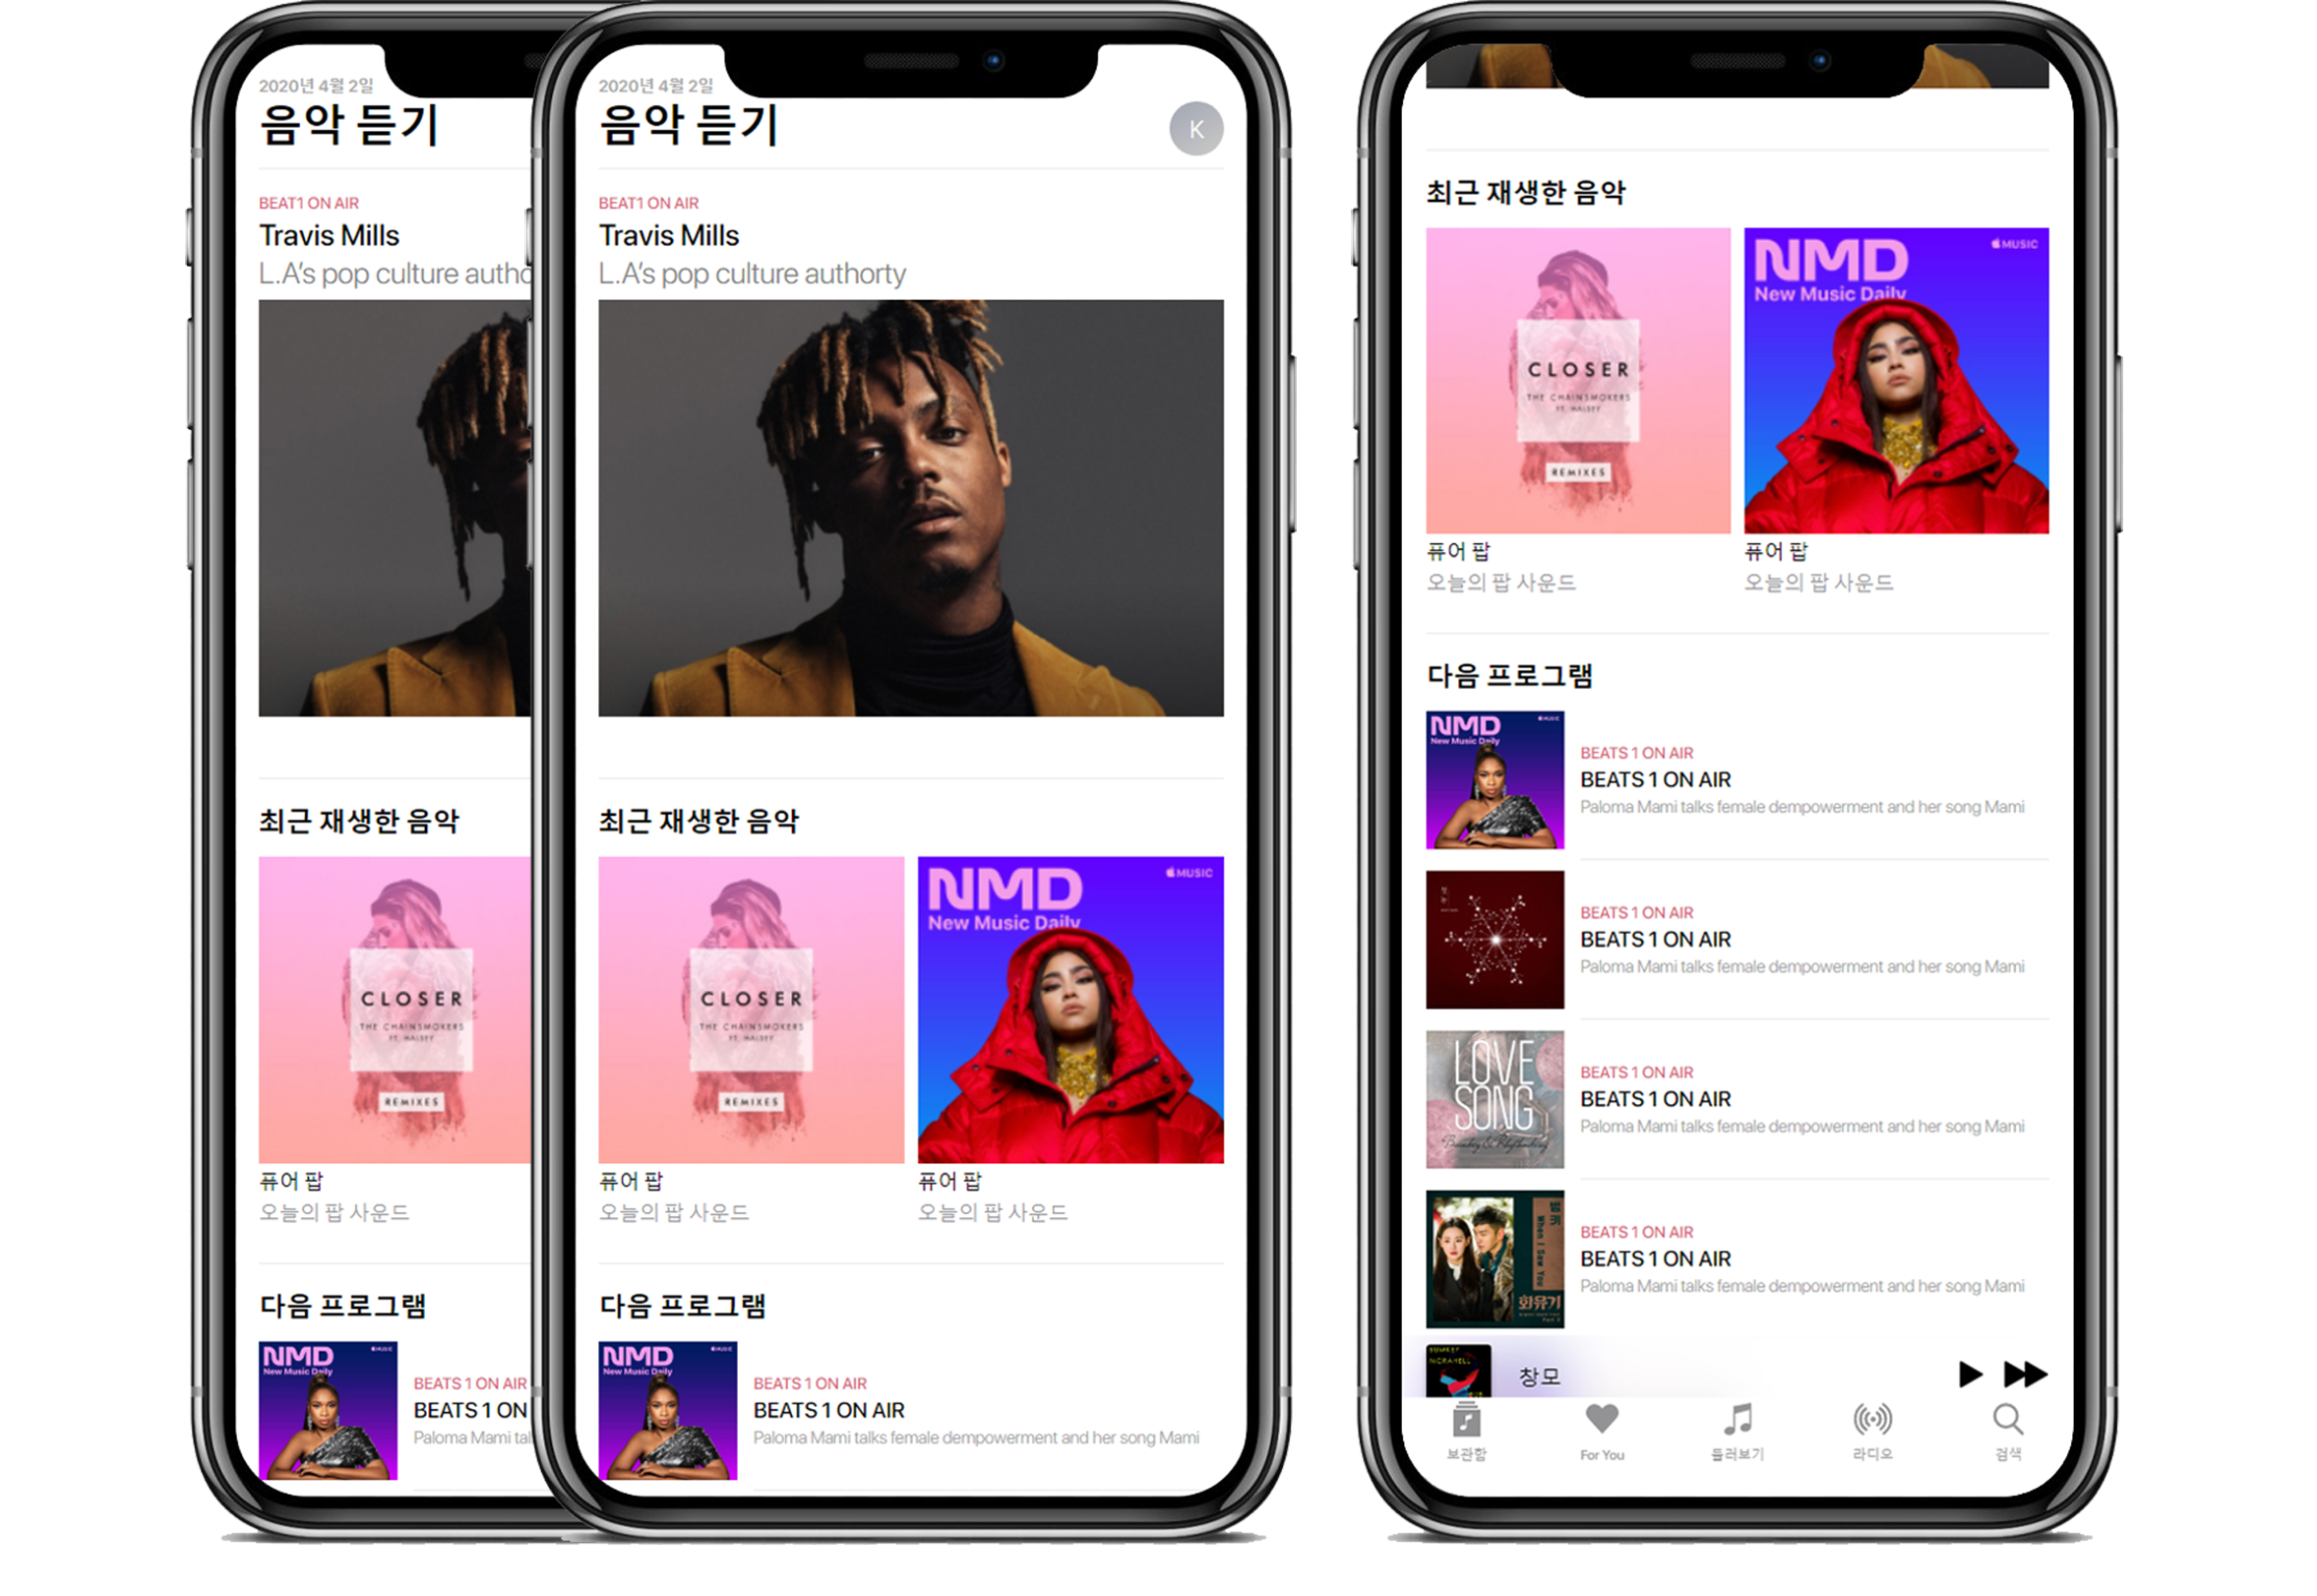 2020년 4월 2일
음악 듣기
BEAT1 ON AIR
Travis Mills
L.A's pop culture autho
최근 재생한 음악
CLOSER
THE CHAINSMOKERS
FT. HALSEY
REMIXES
퓨어 팝
오늘의 팝 사운드
다음 프로그램
NMD
MUSIC
New Music Daily
BEATS 1 ON AIR
BEATS 1 ON
Paloma Mami tal
2020년 4월 2일
음악 듣기
K
BEAT1 ON AIR
Travis Mills
L.A's pop culture authorty
최근 재생한 음악
CLOSER
THE CHAINSMOKERS
FT. HALSEY
REMIXES
NMD
MUSIC
New Music Daily
퓨어 팝
오늘의 팝 사운드
퓨어 팝
오늘의 팝 사운드
다음 프로그램
NMD
MUSIC
New Music Daily
BEATS 1 ON AIR
BEATS 1 ON AIR
Paloma Mami talks female dempowerment and her song Mami
최근 재생한 음악
CLOSER
THE CHAINSMOKERS
FT. HALSEY
REMIXES
NMD
MUSIC
New Music Daily
퓨어 팝
오늘의 팝 사운드
퓨어 팝
오늘의 팝 사운드
다음 프로그램
NMD
MUSIC
New Music Daily
BEATS 1 ON AIR
BEATS 1 ON AIR
Paloma Mami talks female dempowerment and her song Mami
BEATS 1 ON AIR
BEATS 1 ON AIR
Paloma Mami talks female dempowerment and her song Mami
LOVE
SONG
BEATS 1 ON AIR
BEATS 1 ON AIR
Paloma Mami talks female dempowerment and her song Mami
벌키
When I Saw You
화유기
BEATS 1 ON AIR
BEATS 1 ON AIR
Paloma Mami talks female dempowerment and her song Mami
창모
보관함
For You
둘러보기
라디오
검색